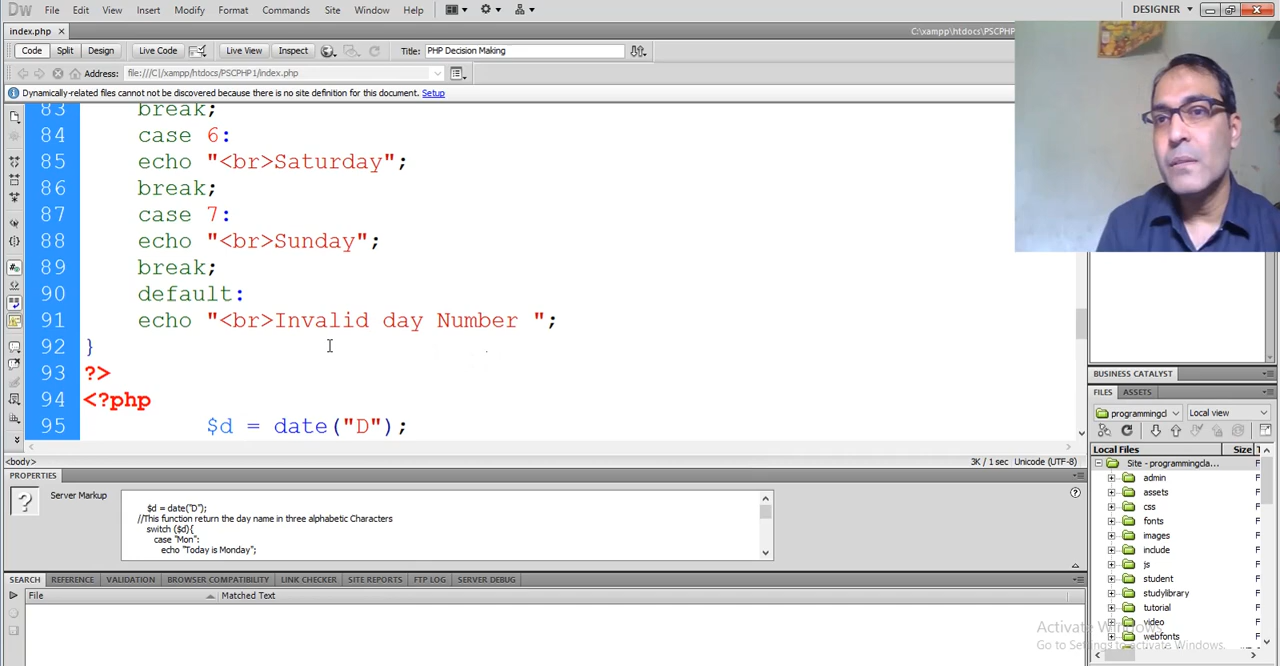 Dw File Edit View Insert Modify Format Commands Site Window Help DESIGNER
index.php C:\xampp\htdocs\PSCPHP1\index.php
Code Split Design Live Code Live View Inspect Title: PHP Decision Making
Address: file:///C|/xampp/htdocs/PSCPHP1/index.php
Dynamically-related files cannot not be discovered because there is no site definition for this document. Setup
83 break;
84 case 6:
85 echo "<br>Saturday";
86 break;
87 case 7:
88 echo "<br>Sunday";
89 break;
90 default:
91 echo "<br>Invalid day Number ";
92 }
93 ?>
94 <?php
95 $d = date("D");
<body> 3K / 1 sec Unicode (UTF-8)
PROPERTIES
Server Markup
$d = date("D");
//This function return the day name in three alphabetic Characters
switch ($d){
case "Mon":
echo "Today is Monday";
SEARCH REFERENCE VALIDATION BROWSER COMPATIBILITY LINK CHECKER SITE REPORTS FTP LOG SERVER DEBUG
File Matched Text
BUSINESS CATALYST
FILES ASSETS
programmingcl Local view
Local Files Size
Site - programmingcla... F
admin F
assets F
css F
fonts F
images F
include F
js F
student F
studylibrary F
tutorial F
video F
webfonts F
Activate Windows
Go to Settings to activate Windows.